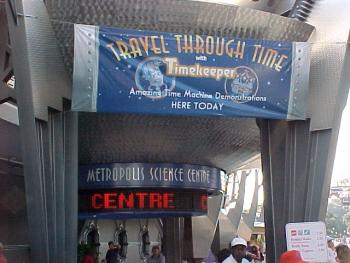 TRAVEL THROUGH TIME
with
Timekeeper
Amazing Time Machine Demonstrations
HERE TODAY
METROPOLIS SCIENCE CENTRE
CENTRE